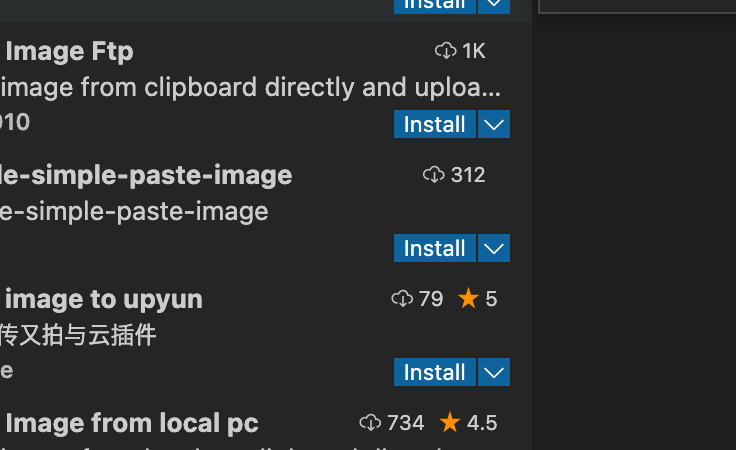 Install
Image Ftp 1K
image from clipboard directly and uploa...
010 Install
le-simple-paste-image 312
e-simple-paste-image
Install
image to upyun 79 5
传又拍与云插件
e Install
Image from local pc 734 4.5